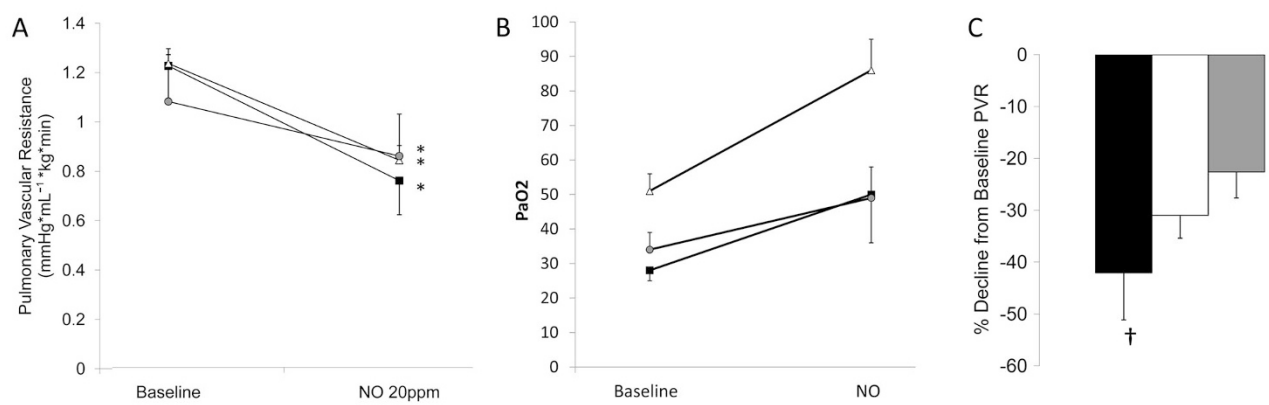 A
Pulmonary Vascular Resistance
(mmHg*mL⁻¹ *kg*min)
1.4
1.2
1
0.8
0.6
0.4
0.2
0
*
*
*
Baseline
NO 20ppm
B
PaO2
100
90
80
70
60
50
40
30
20
10
0
Baseline
NO
C
% Decline from Baseline PVR
0
-10
-20
-30
-40
-50
-60
†